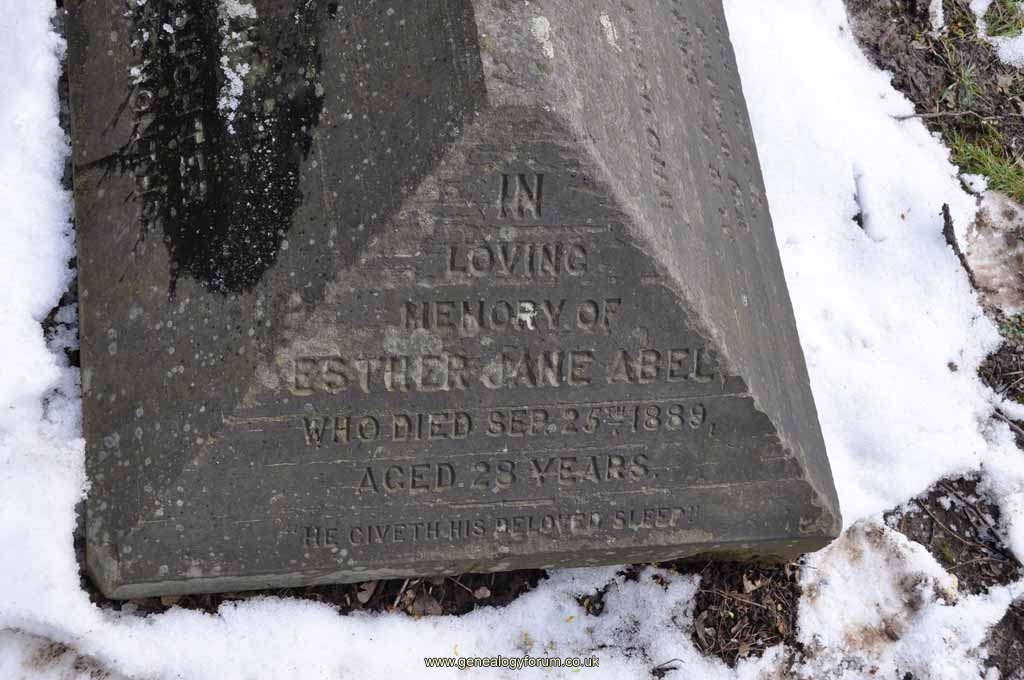 IN
LOVING
MEMORY OF
ESTHER JANE ABEL,
WHO DIED SEP. 25TH 1889,
AGED 28 YEARS.
"HE GIVETH HIS BELOVED SLEEP"
www.genealogyforum.co.uk